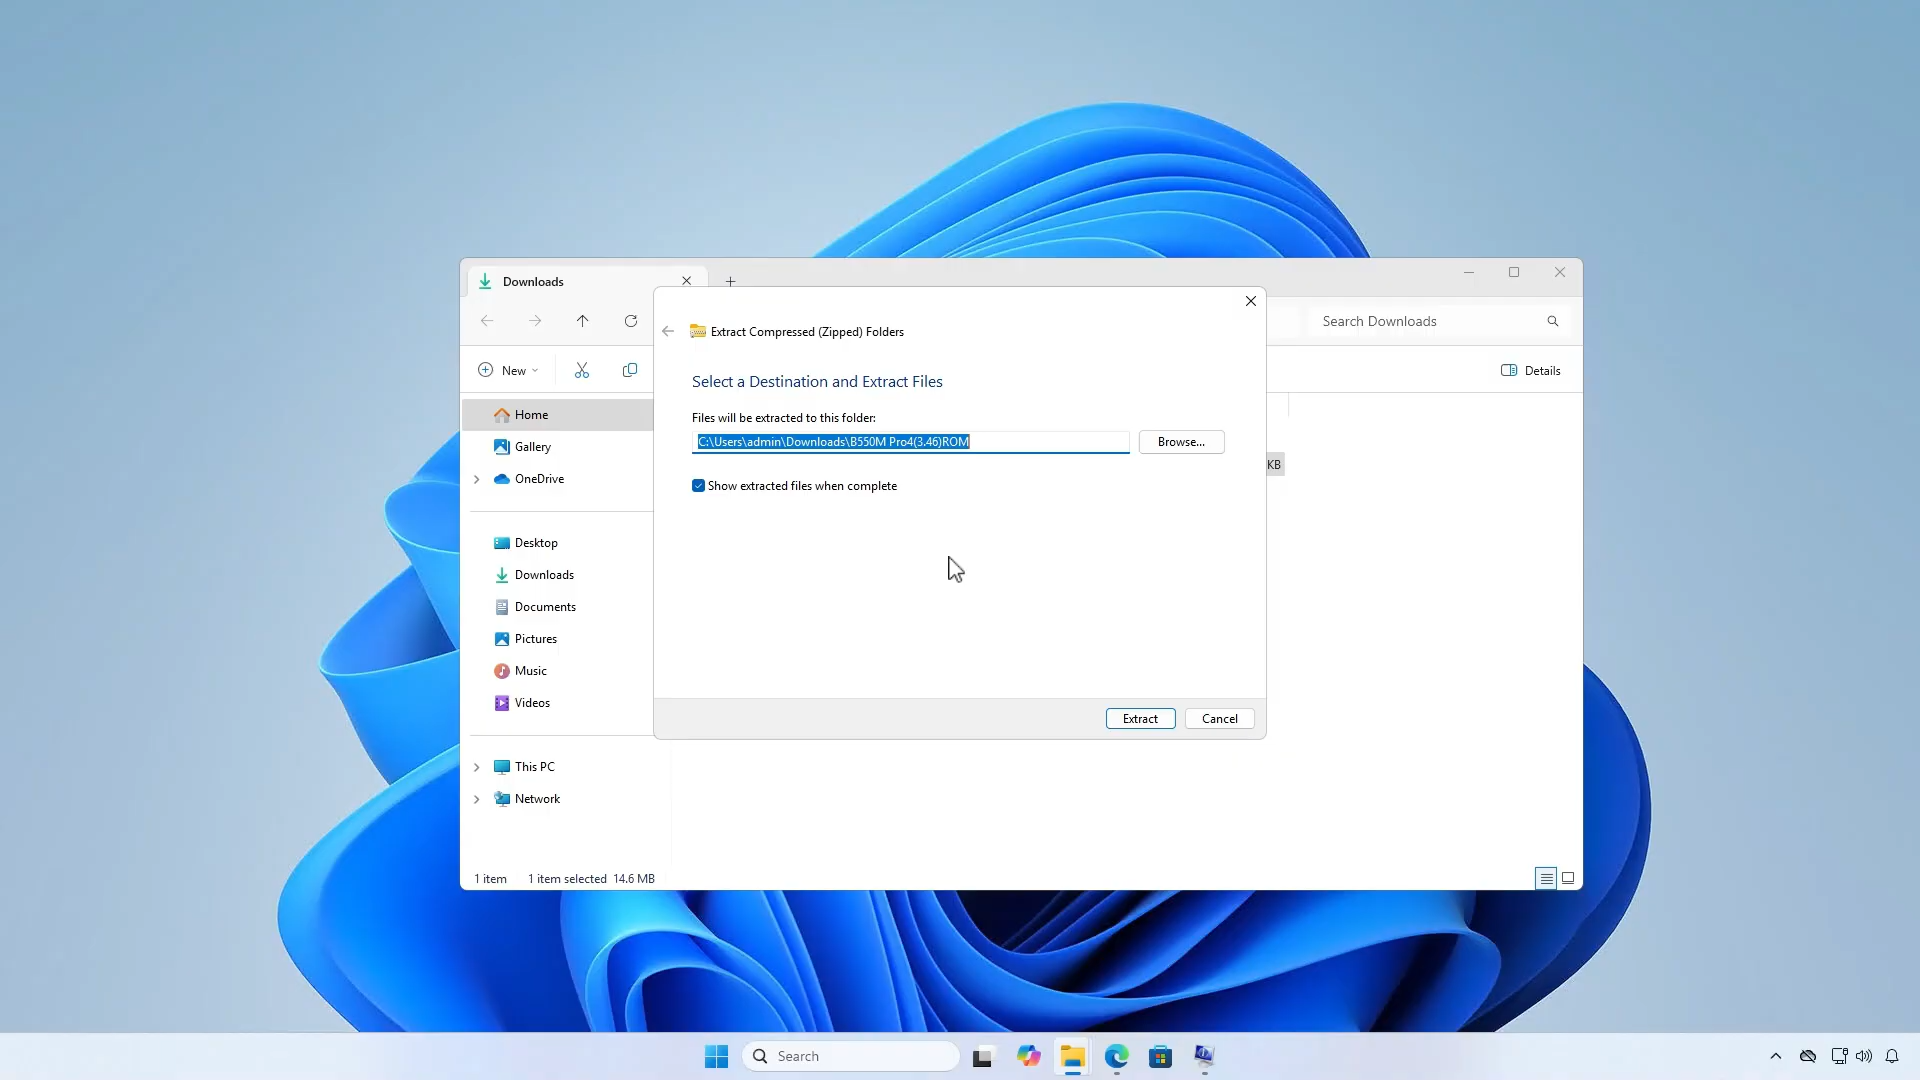 Downloads
Search Downloads
Extract Compressed (Zipped) Folders
New
Details
Select a Destination and Extract Files
Home
Files will be extracted to this folder:
C:\Users\admin\Downloads\B550M Pro4(3.46)ROM
Browse...
Gallery
KB
OneDrive
Show extracted files when complete
Desktop
Downloads
Documents
Pictures
Music
Videos
Extract
Cancel
This PC
Network
1 item
1 item selected 14.6 MB
Search